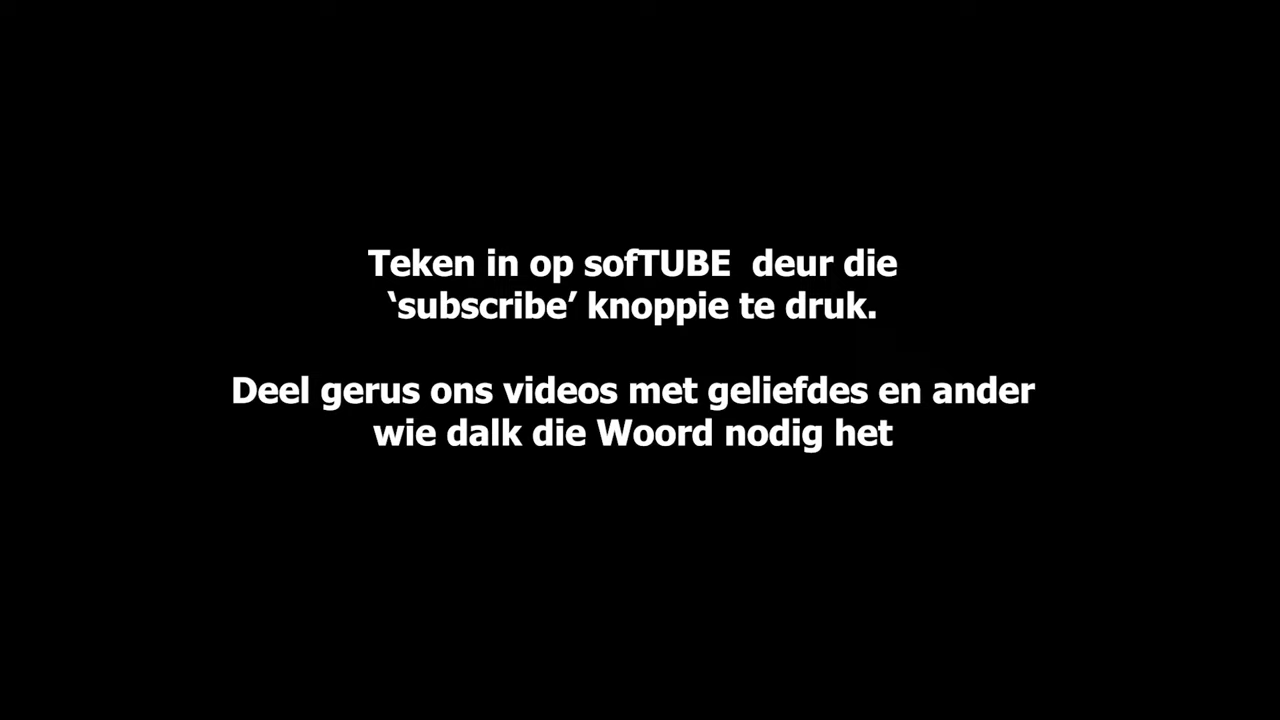 Teken in op sofTUBE  deur die
‘subscribe’ knoppie te druk.
Deel gerus ons videos met geliefdes en ander
wie dalk die Woord nodig het